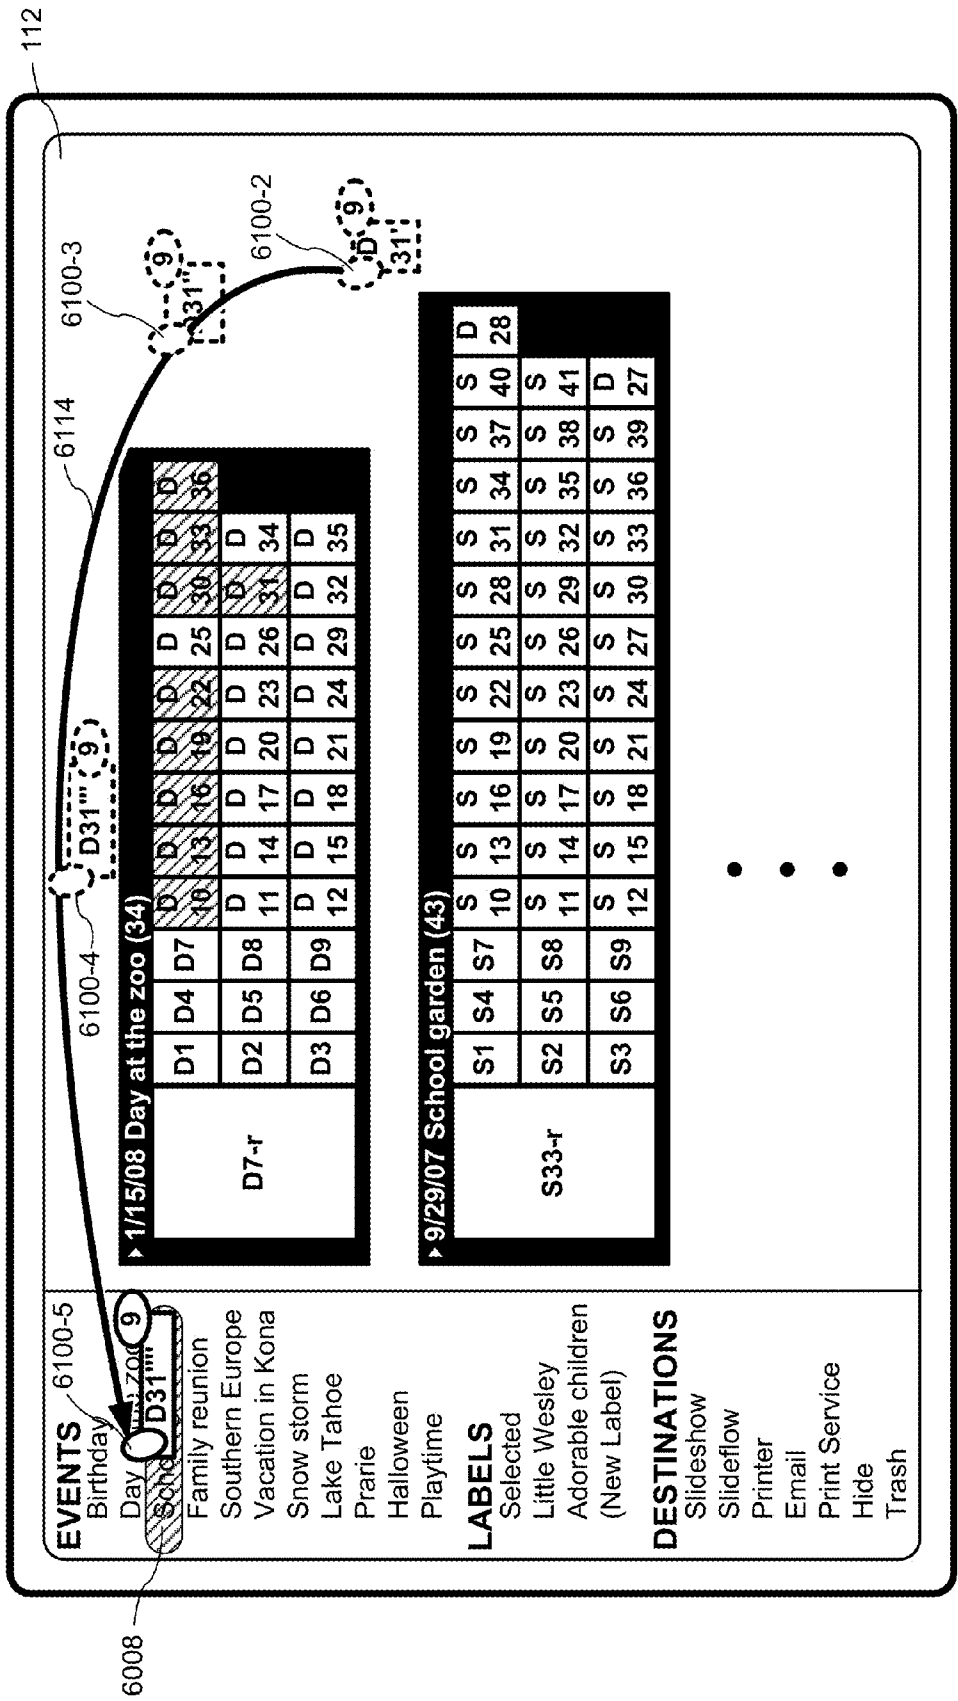 112
6008
6100-5
6100-4
6114
6100-3
6100-2
EVENTS
Birthday
Day zoo
Scho
D31'''' 9
Family reunion
Southern Europe
Vacation in Kona
Snow storm
Lake Tahoe
Prarie
Halloween
Playtime
LABELS
Selected
Little Wesley
Adorable children
(New Label)
DESTINATIONS
Slideshow
Slideflow
Printer
Email
Print Service
Hide
Trash
D31''' 9
D31'' 9
D 9
31'
1/15/08 Day at the zoo (34)
D7-r
D1 D4 D7 D D D D D D D D D
10 13 16 19 22 25 30 33 36
D2 D5 D8 D D D D D D D D
11 14 17 20 23 26 31 34
D3 D6 D9 D D D D D D D D
12 15 18 21 24 29 32 35
9/29/07 School garden (43)
S33-r
S1 S4 S7 S S S S S S S S S S S D
10 13 16 19 22 25 28 31 34 37 40 28
S2 S5 S8 S S S S S S S S S S S
11 14 17 20 23 26 29 32 35 38 41
S3 S6 S9 S S S S S S S S S S D
12 15 18 21 24 27 30 33 36 39 27